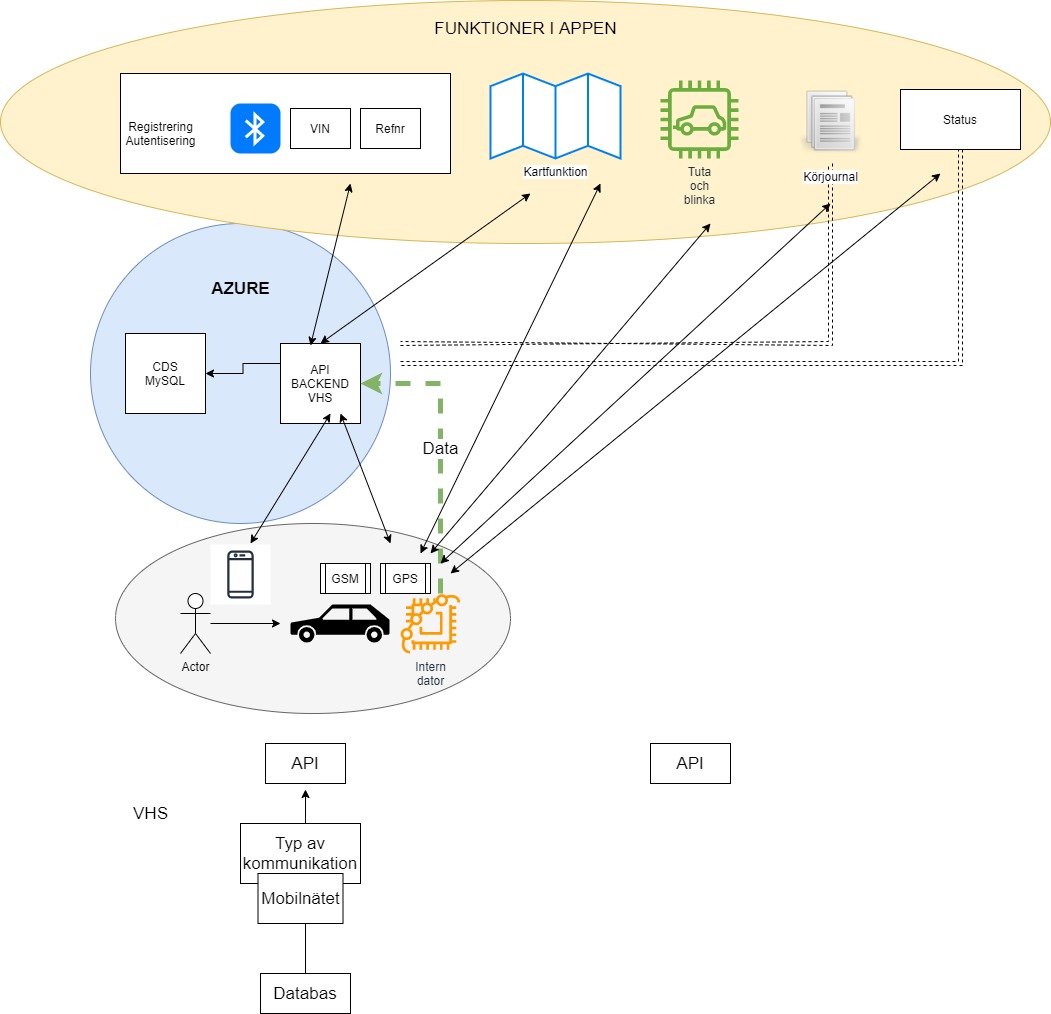 FUNKTIONER I APPEN
Registrering
Autentisering
VIN
Refnr
Kartfunktion
Tuta
och
blinka
Körjournal
Status
AZURE
CDS
MySQL
API
BACKEND
VHS
Data
GSM
GPS
Actor
Intern
dator
API
API
VHS
Typ av
kommunikation
Mobilnätet
Databas